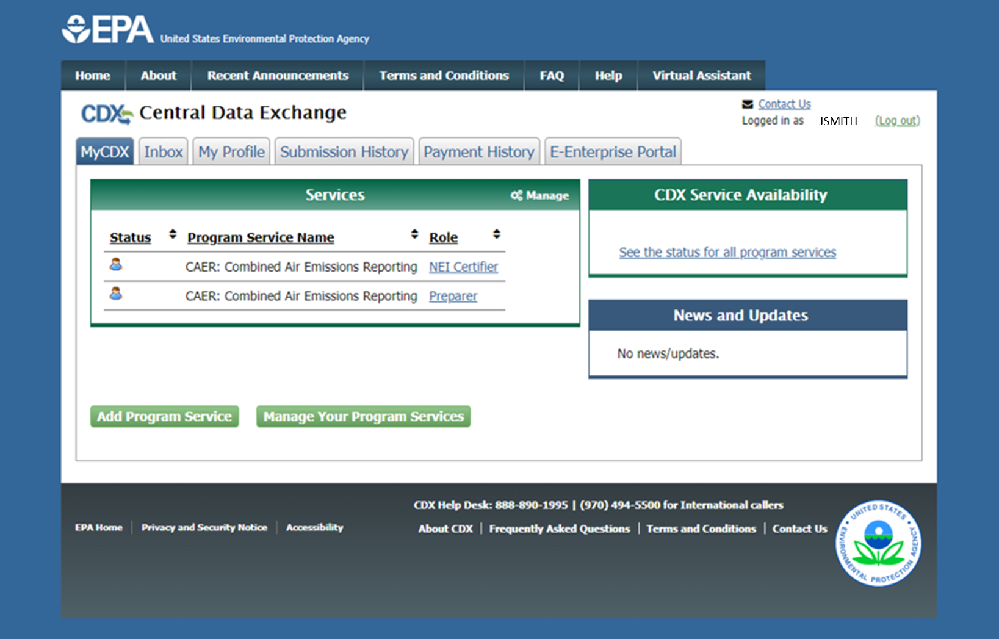 EPA United States Environmental Protection Agency
Home About Recent Announcements Terms and Conditions FAQ Help Virtual Assistant
Contact Us
CDX Central Data Exchange
Logged in as JSMITH (Log out)
MyCDX Inbox My Profile Submission History Payment History E-Enterprise Portal
Services Manage
Status Program Service Name Role
CAER: Combined Air Emissions Reporting NEI Certifier
CAER: Combined Air Emissions Reporting Preparer
CDX Service Availability
See the status for all program services
News and Updates
No news/updates.
Add Program Service Manage Your Program Services
CDX Help Desk: 888-890-1995 | (970) 494-5500 for International callers
EPA Home Privacy and Security Notice Accessibility
About CDX | Frequently Asked Questions | Terms and Conditions | Contact Us
UNITED STATES ENVIRONMENTAL PROTECTION AGENCY